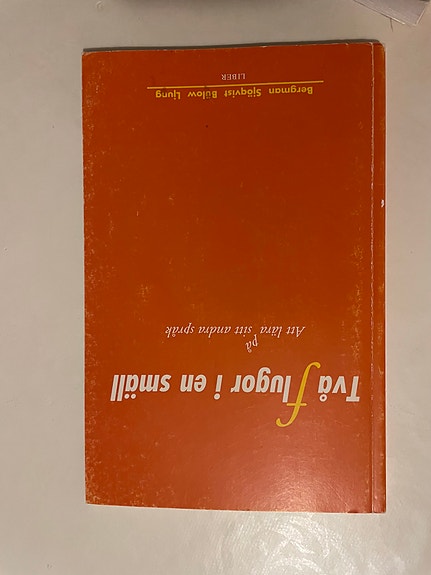 Två flugor i en smäll
Att lära på sitt andra språk
Bergman Sjöqvist Bülow Ljung
LIBER